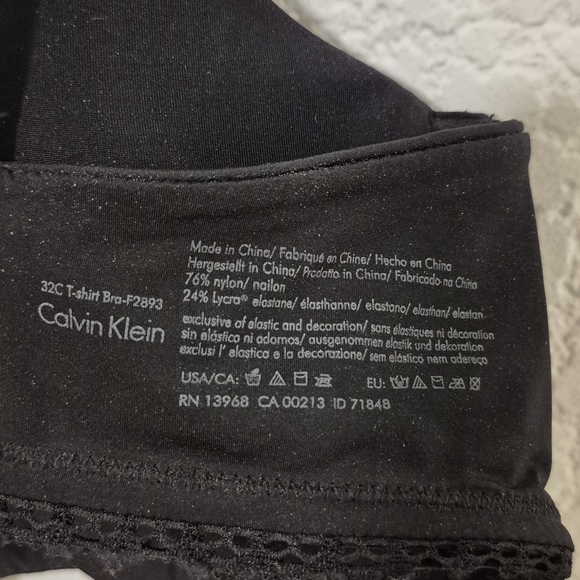 32C T-shirt Bra-F2893
Calvin Klein
Made in China/ Fabriqué en Chine/ Hecho en China
Hergestellt in China/ Prodotto in China/ Fabricado na China
76% nylon/ nailon
24% Lycra® elastane/ élasthanne/ elastano/ elasthan/ elastan
exclusive of elastic and decoration/ sans élastiques ni décoration
sin elástico ni adornos/ ausgenommen elastik und dekoration
exclusi l' elastica e la decorazione/ sem elástico nem adereço
USA/CA: EU:
RN 13968 CA 00213 ID 71848